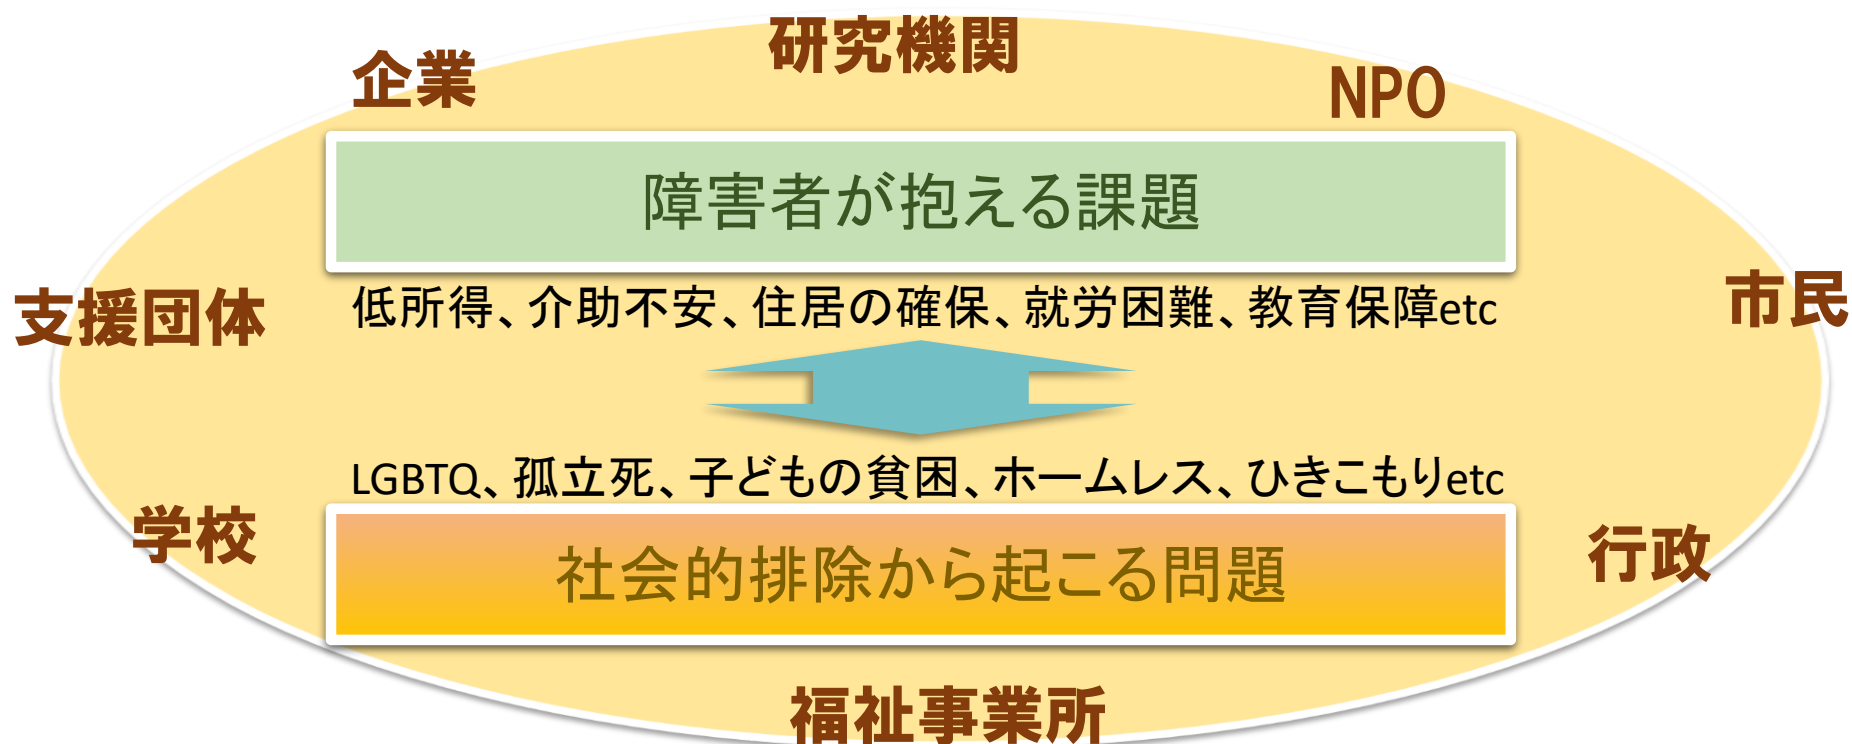 研究機関
企業
NPO
障害者が抱える課題
支援団体
低所得、介助不安、住居の確保、就労困難、教育保障etc
市民
LGBTQ、孤立死、子どもの貧困、ホームレス、ひきこもりetc
学校
社会的排除から起こる問題
行政
福祉事業所